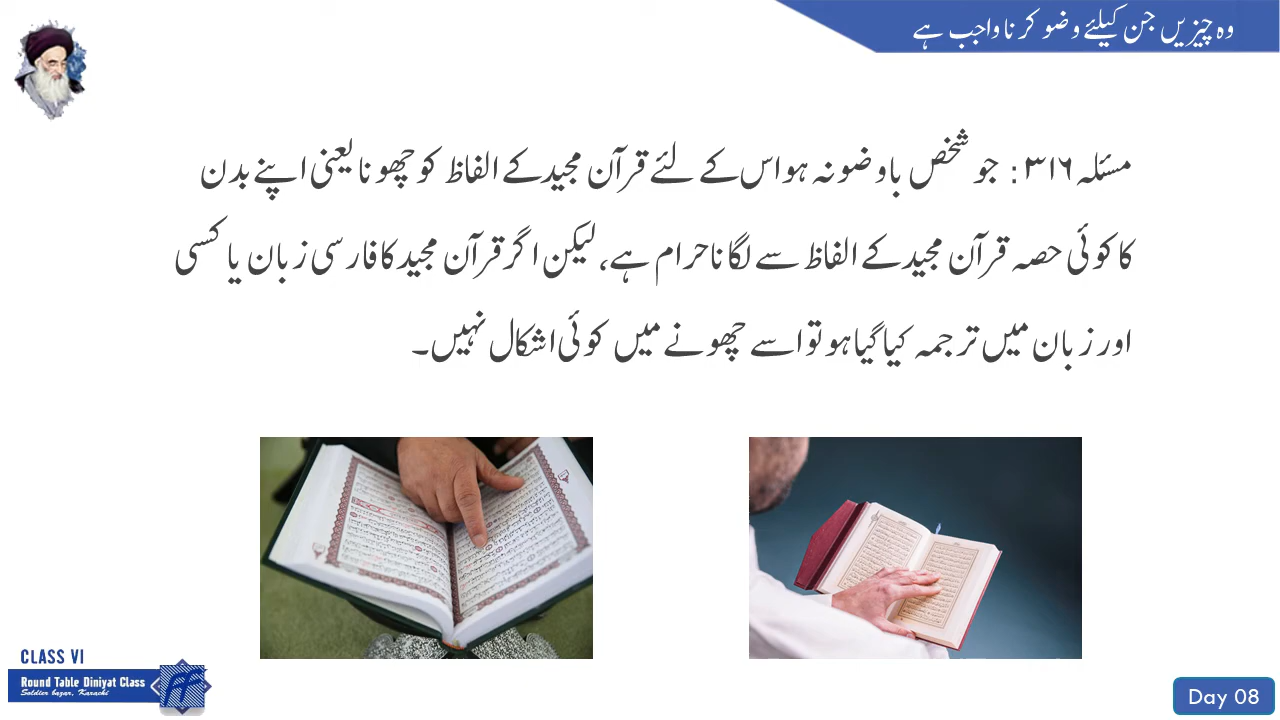 وہ چیزیں جن کیلئے وضو کرنا واجب ہے
مسئلہ ۳۱۶: جو شخص باوضو نہ ہو اس کے لئے قرآن مجید کے الفاظ کو چھونا یعنی اپنے بدن
کا کوئی حصہ قرآن مجید کے الفاظ سے لگانا حرام ہے، لیکن اگر قرآن مجید کا فارسی زبان یا کسی
اور زبان میں ترجمہ کیا گیا ہو تو اسے چھونے میں کوئی اشکال نہیں۔
CLASS VI
Round Table Diniyat Class
Soldier bazar, Karachi
Day 08